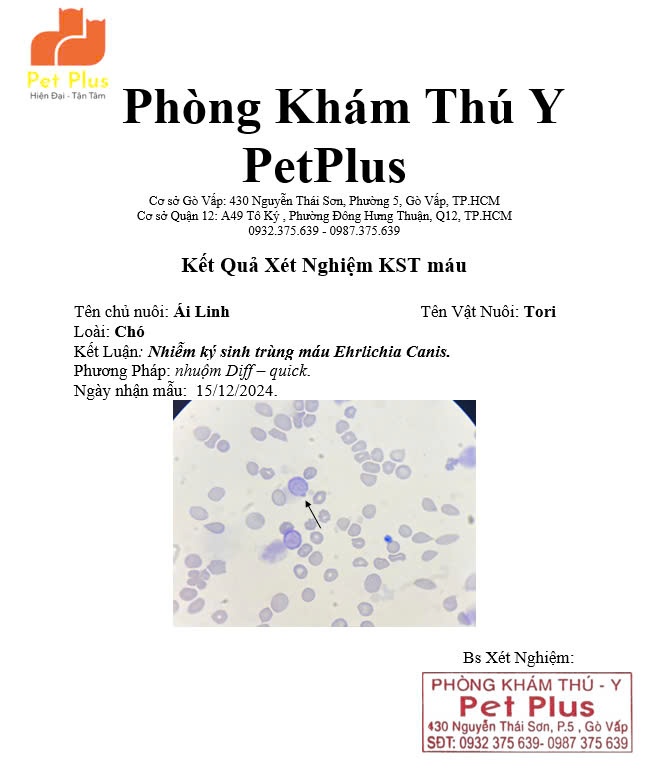 Pet Plus
Hiện Đại - Tận Tâm
Phòng Khám Thú Y
PetPlus
Cơ sở Gò Vấp: 430 Nguyễn Thái Sơn, Phường 5, Gò Vấp, TP.HCM
Cơ sở Quận 12: A49 Tô Ký , Phường Đông Hưng Thuận, Q12, TP.HCM
0932.375.639 - 0987.375.639
Kết Quả Xét Nghiệm KST máu
Tên chủ nuôi: Ái Linh Tên Vật Nuôi: Tori
Loài: Chó
Kết Luận: Nhiễm ký sinh trùng máu Ehrlichia Canis.
Phương Pháp: nhuộm Diff – quick.
Ngày nhận mẫu: 15/12/2024.
Bs Xét Nghiệm:
PHÒNG KHÁM THÚ - Y
Pet Plus
430 Nguyễn Thái Sơn, P.5 , Gò Vấp
SĐT: 0932 375 639- 0987 375 639